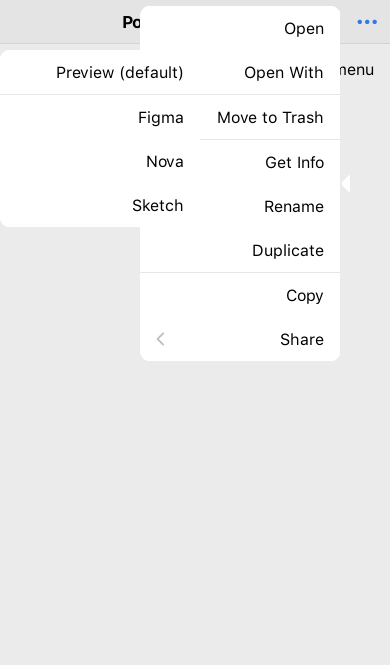 Po
Open
Preview (default)
Open With
menu
Figma
Move to Trash
Nova
Get Info
Sketch
Rename
Duplicate
Copy
Share